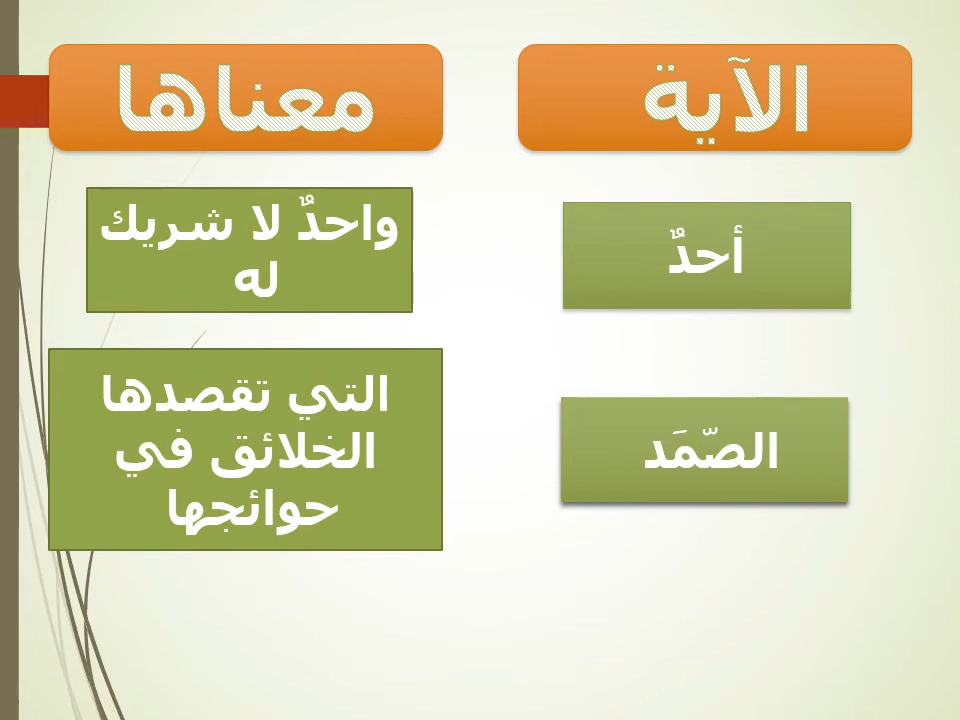 الآية
معناها
أحدٌ
واحدٌ لا شريك
له
الصّمَد
التي تقصدها
الخلائق في
حوائجها